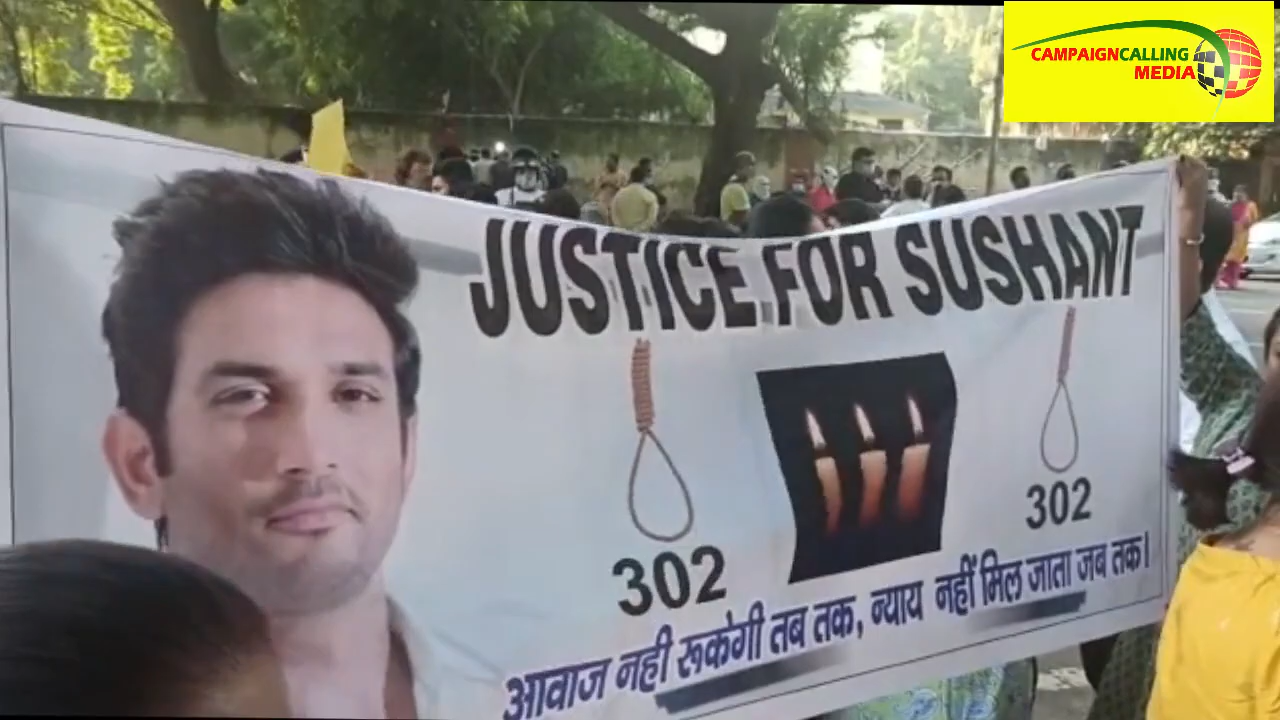 CAMPAIGNCALLING
MEDIA
JUSTICE FOR SUSHANT
302
302
आवाज नही रूकेगी तब तक, न्याय नहीं मिल जाता जब तक।